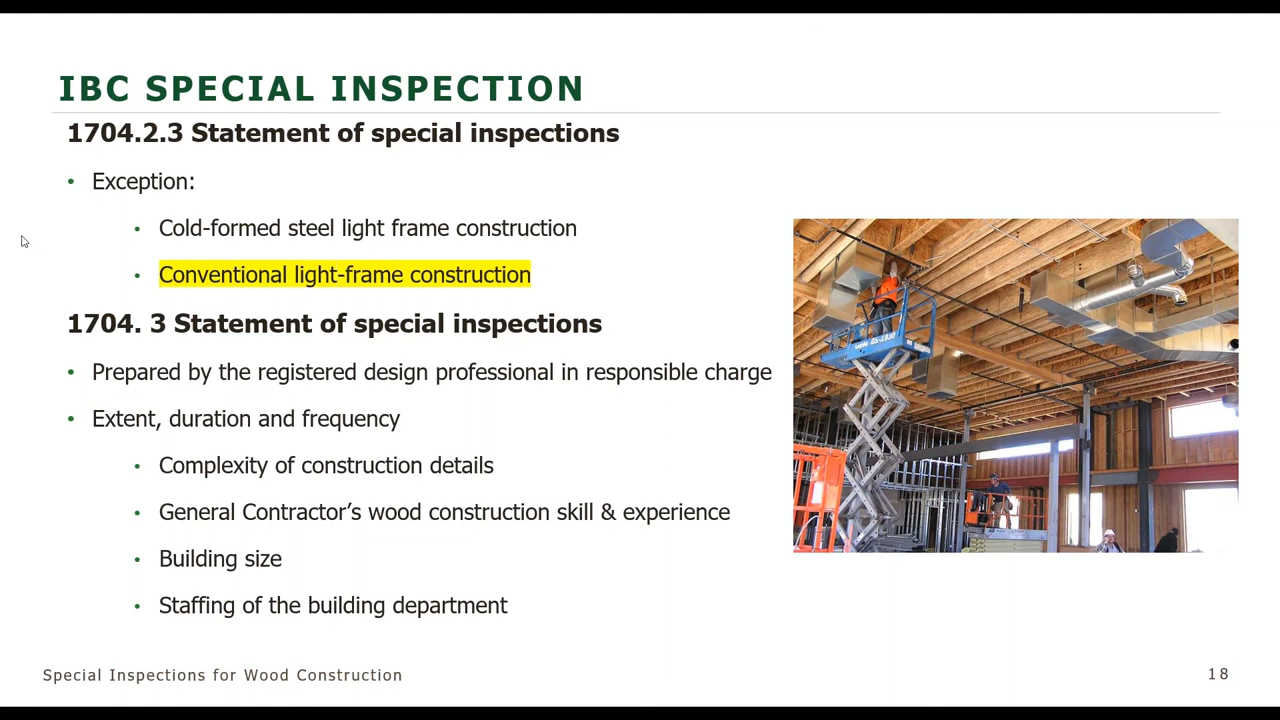 IBC SPECIAL INSPECTION
1704.2.3 Statement of special inspections
• Exception:
• Cold-formed steel light frame construction
• Conventional light-frame construction
1704. 3 Statement of special inspections
• Prepared by the registered design professional in responsible charge
• Extent, duration and frequency
• Complexity of construction details
• General Contractor’s wood construction skill & experience
• Building size
• Staffing of the building department
Special Inspections for Wood Construction
18